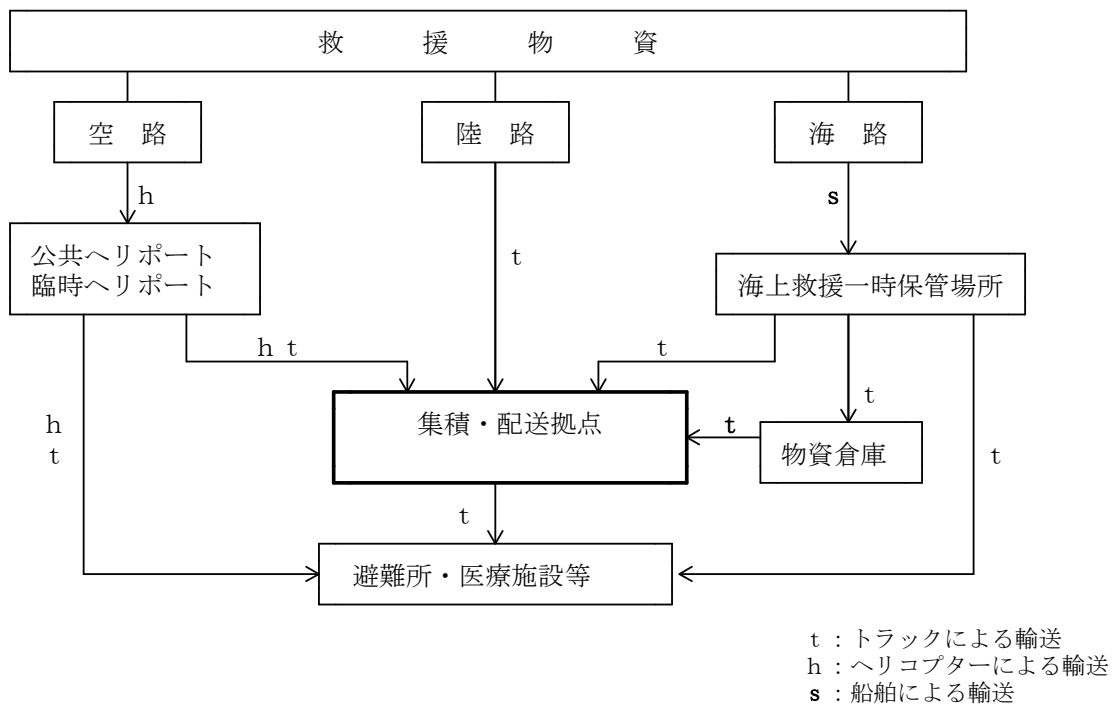 救援物資
空路
陸路
海路
h
s
公共ヘリポート
臨時ヘリポート
t
海上救援一時保管場所
h t
t
h
t
集積・配送拠点
t
t
物資倉庫
t
t
避難所・医療施設等
t：トラックによる輸送
h：ヘリコプターによる輸送
s：船舶による輸送